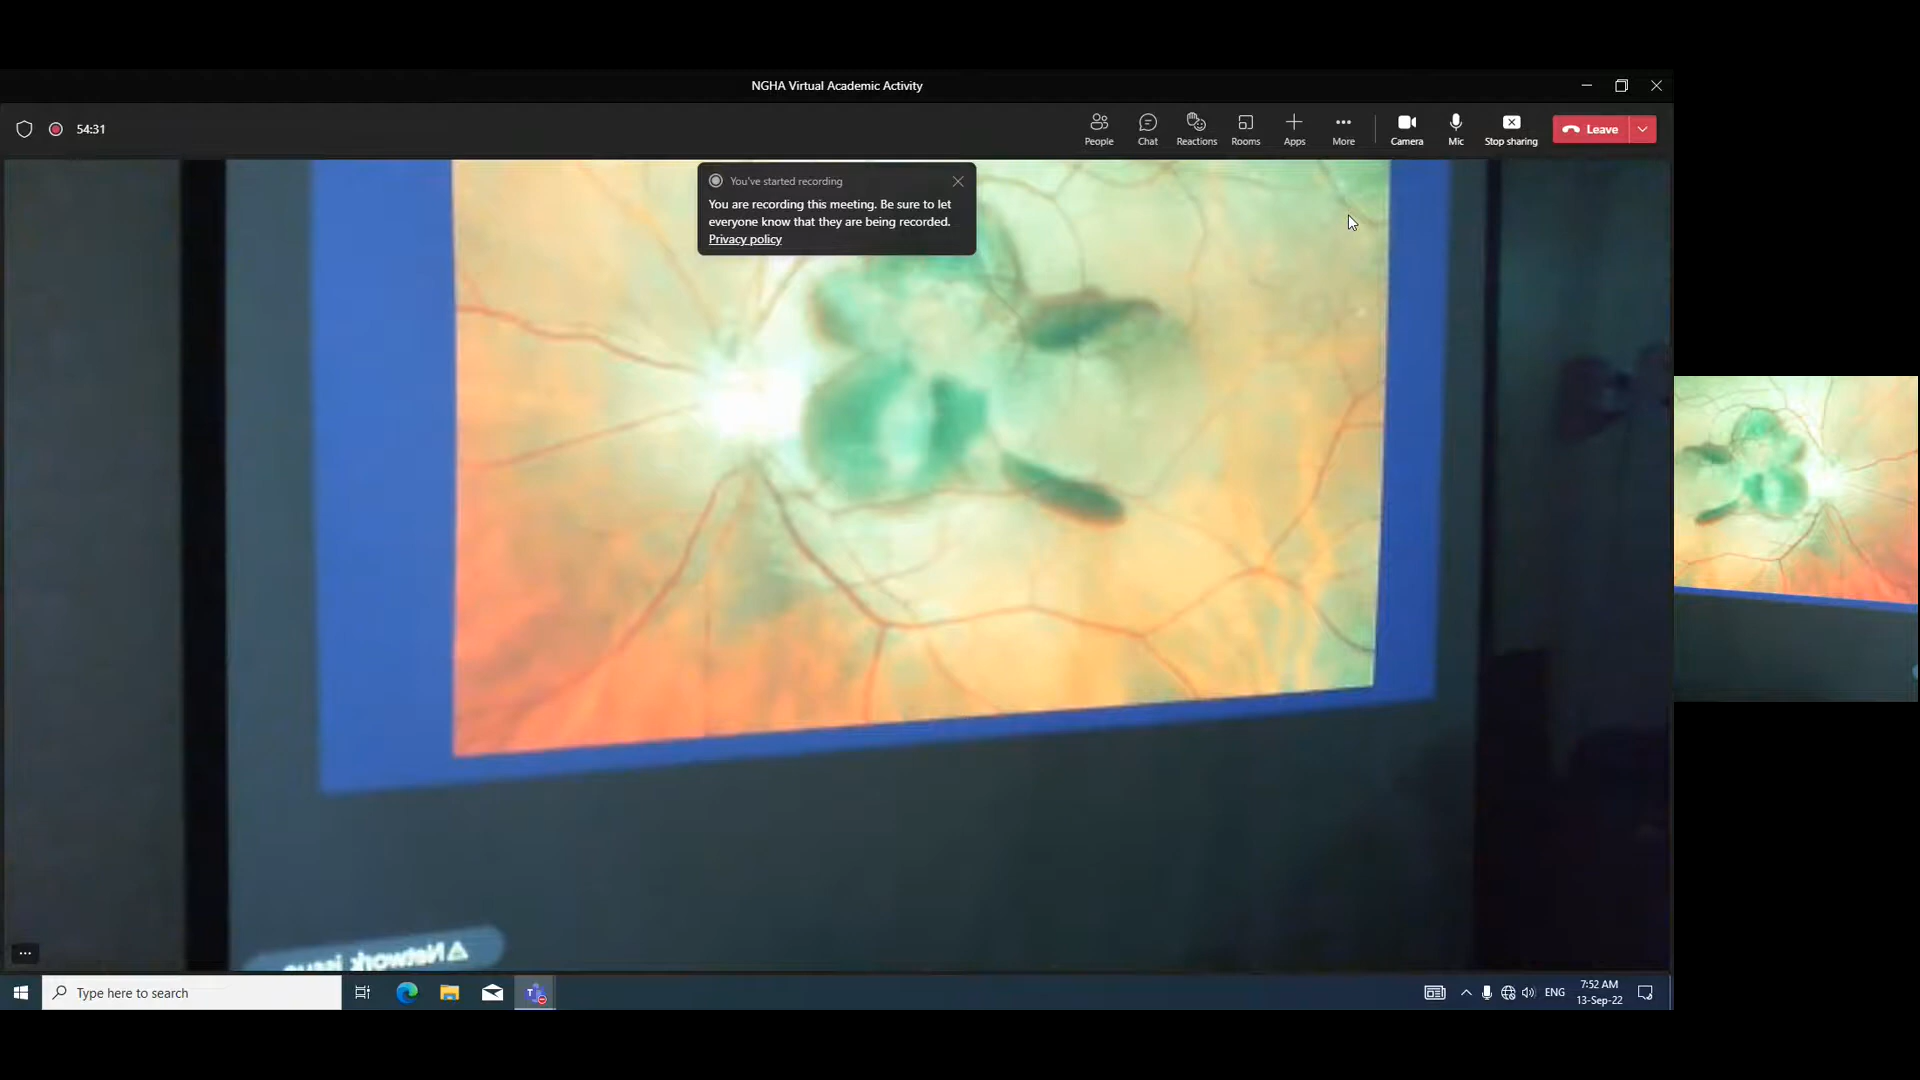 NGHA Virtual Academic Activity
54:31
People
Chat
Reactions
Rooms
Apps
More
Camera
Mic
Stop sharing
Leave
You've started recording
You are recording this meeting. Be sure to let
everyone know that they are being recorded.
Privacy policy
Network issue
Type here to search
ENG
7:52 AM
13-Sep-22